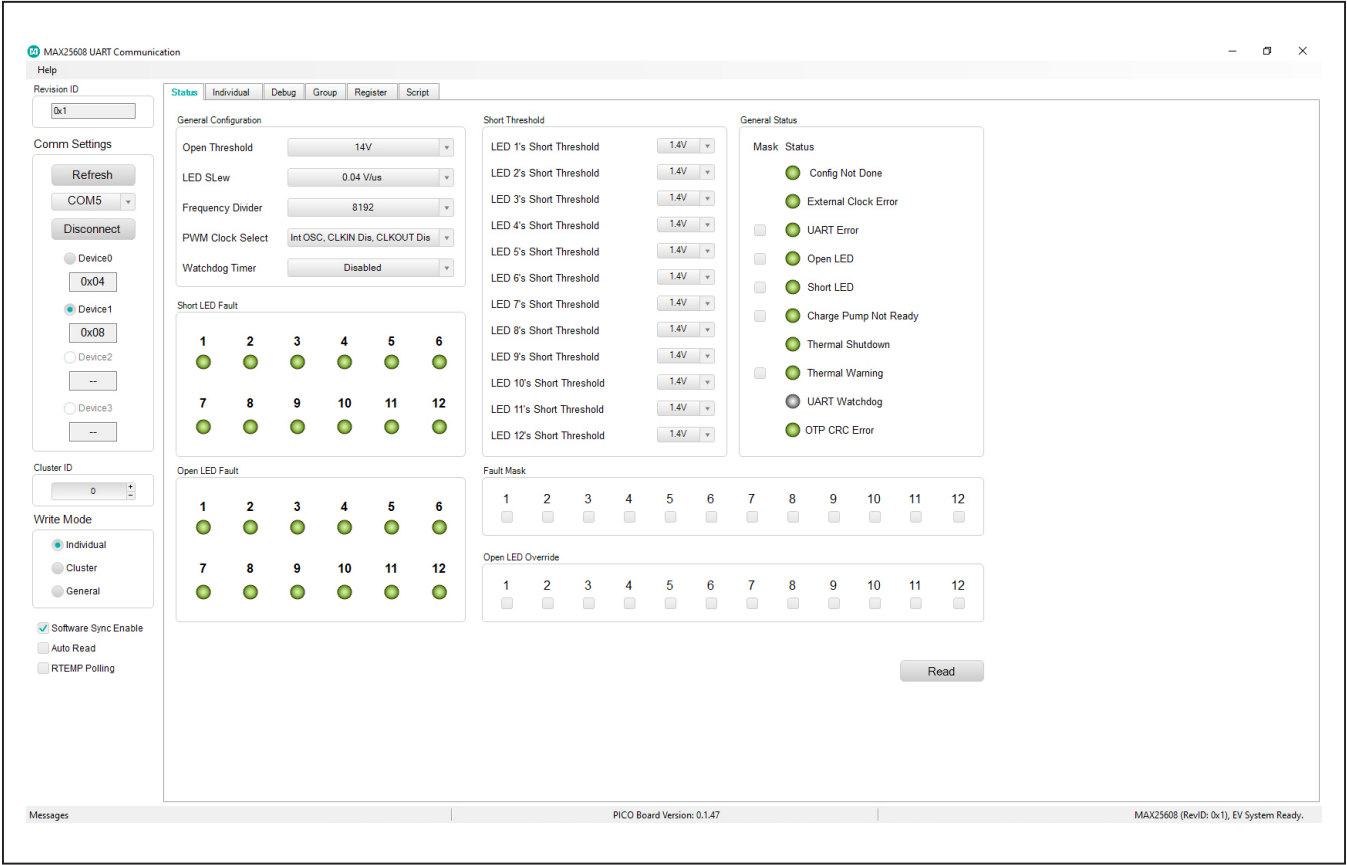 MAX25608 UART Communication
Help
Revision ID
0x1
Comm Settings
Refresh
COM5
Disconnect
Device0
0x04
Device1
0x08
Device2
--
Device3
--
Cluster ID
0
+
-
Write Mode
Individual
Cluster
General
Software Sync Enable
Auto Read
RTEMP Polling
Status Individual Debug Group Register Script
General Configuration
Open Threshold 14V
LED SLew 0.04 V/us
Frequency Divider 8192
PWM Clock Select Int OSC, CLKIN Dis, CLKOUT Dis
Watchdog Timer Disabled
Short LED Fault
1 2 3 4 5 6
7 8 9 10 11 12
Open LED Fault
1 2 3 4 5 6
7 8 9 10 11 12
Short Threshold
LED 1's Short Threshold 1.4V
LED 2's Short Threshold 1.4V
LED 3's Short Threshold 1.4V
LED 4's Short Threshold 1.4V
LED 5's Short Threshold 1.4V
LED 6's Short Threshold 1.4V
LED 7's Short Threshold 1.4V
LED 8's Short Threshold 1.4V
LED 9's Short Threshold 1.4V
LED 10's Short Threshold 1.4V
LED 11's Short Threshold 1.4V
LED 12's Short Threshold 1.4V
General Status
Mask Status
Config Not Done
External Clock Error
UART Error
Open LED
Short LED
Charge Pump Not Ready
Thermal Shutdown
Thermal Warning
UART Watchdog
OTP CRC Error
Fault Mask
1 2 3 4 5 6 7 8 9 10 11 12
Open LED Override
1 2 3 4 5 6 7 8 9 10 11 12
Read
Messages PICO Board Version: 0.1.47 MAX25608 (RevID: 0x1), EV System Ready.